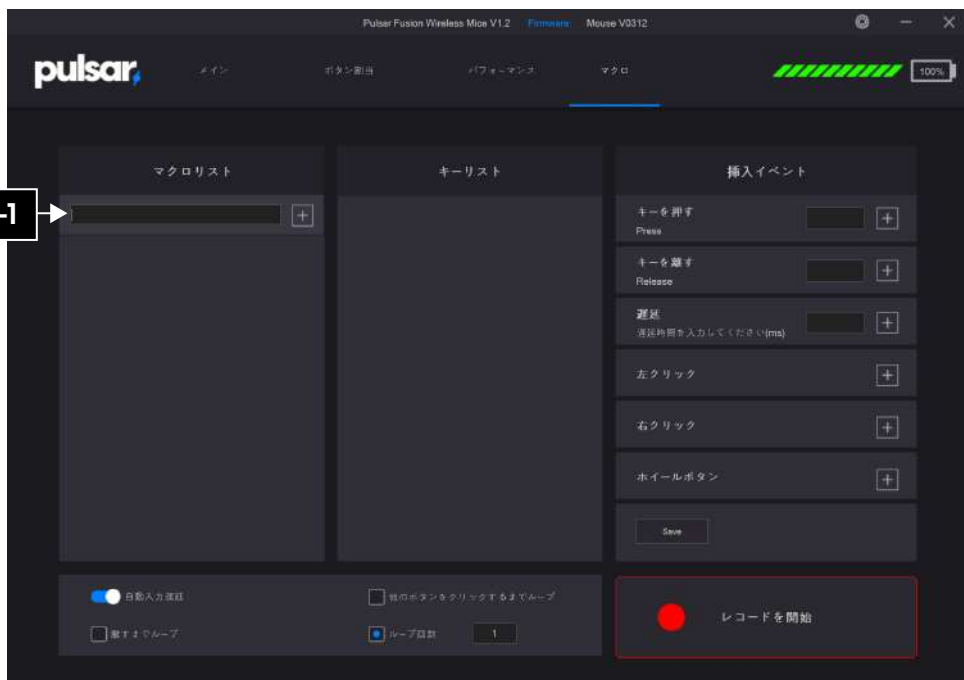 Pulsar Fusion Wireless Mice V1.2 Firmware: Mouse V0312
pulsar
メイン
ボタン割当
パフォーマンス
マクロ
100%
マクロリスト
キーリスト
挿入イベント
-1
キーを押す
Press
キーを離す
Release
遅延
遅延時間を入力してください(ms)
左クリック
右クリック
ホイールボタン
Save
自動入力遅延
他のボタンをクリックするまでループ
離すまでループ
ループ回数 1
レコードを開始